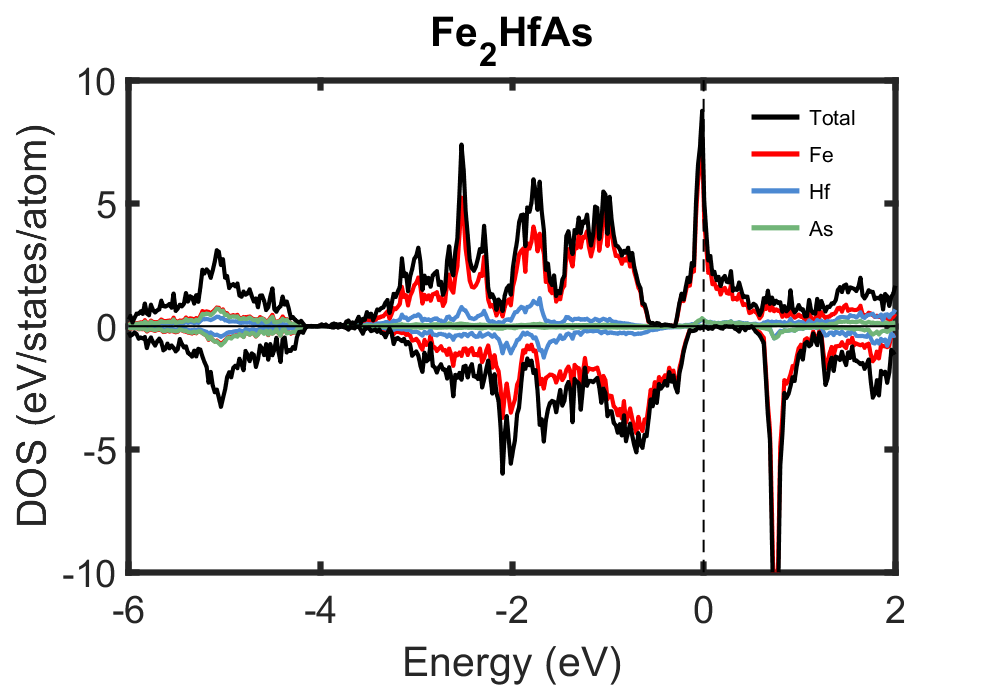 Fe2HfAs
10
5
0
-5
-10
DOS (eV/states/atom)
Total
Fe
Hf
As
-6 -4 -2 0 2
Energy (eV)